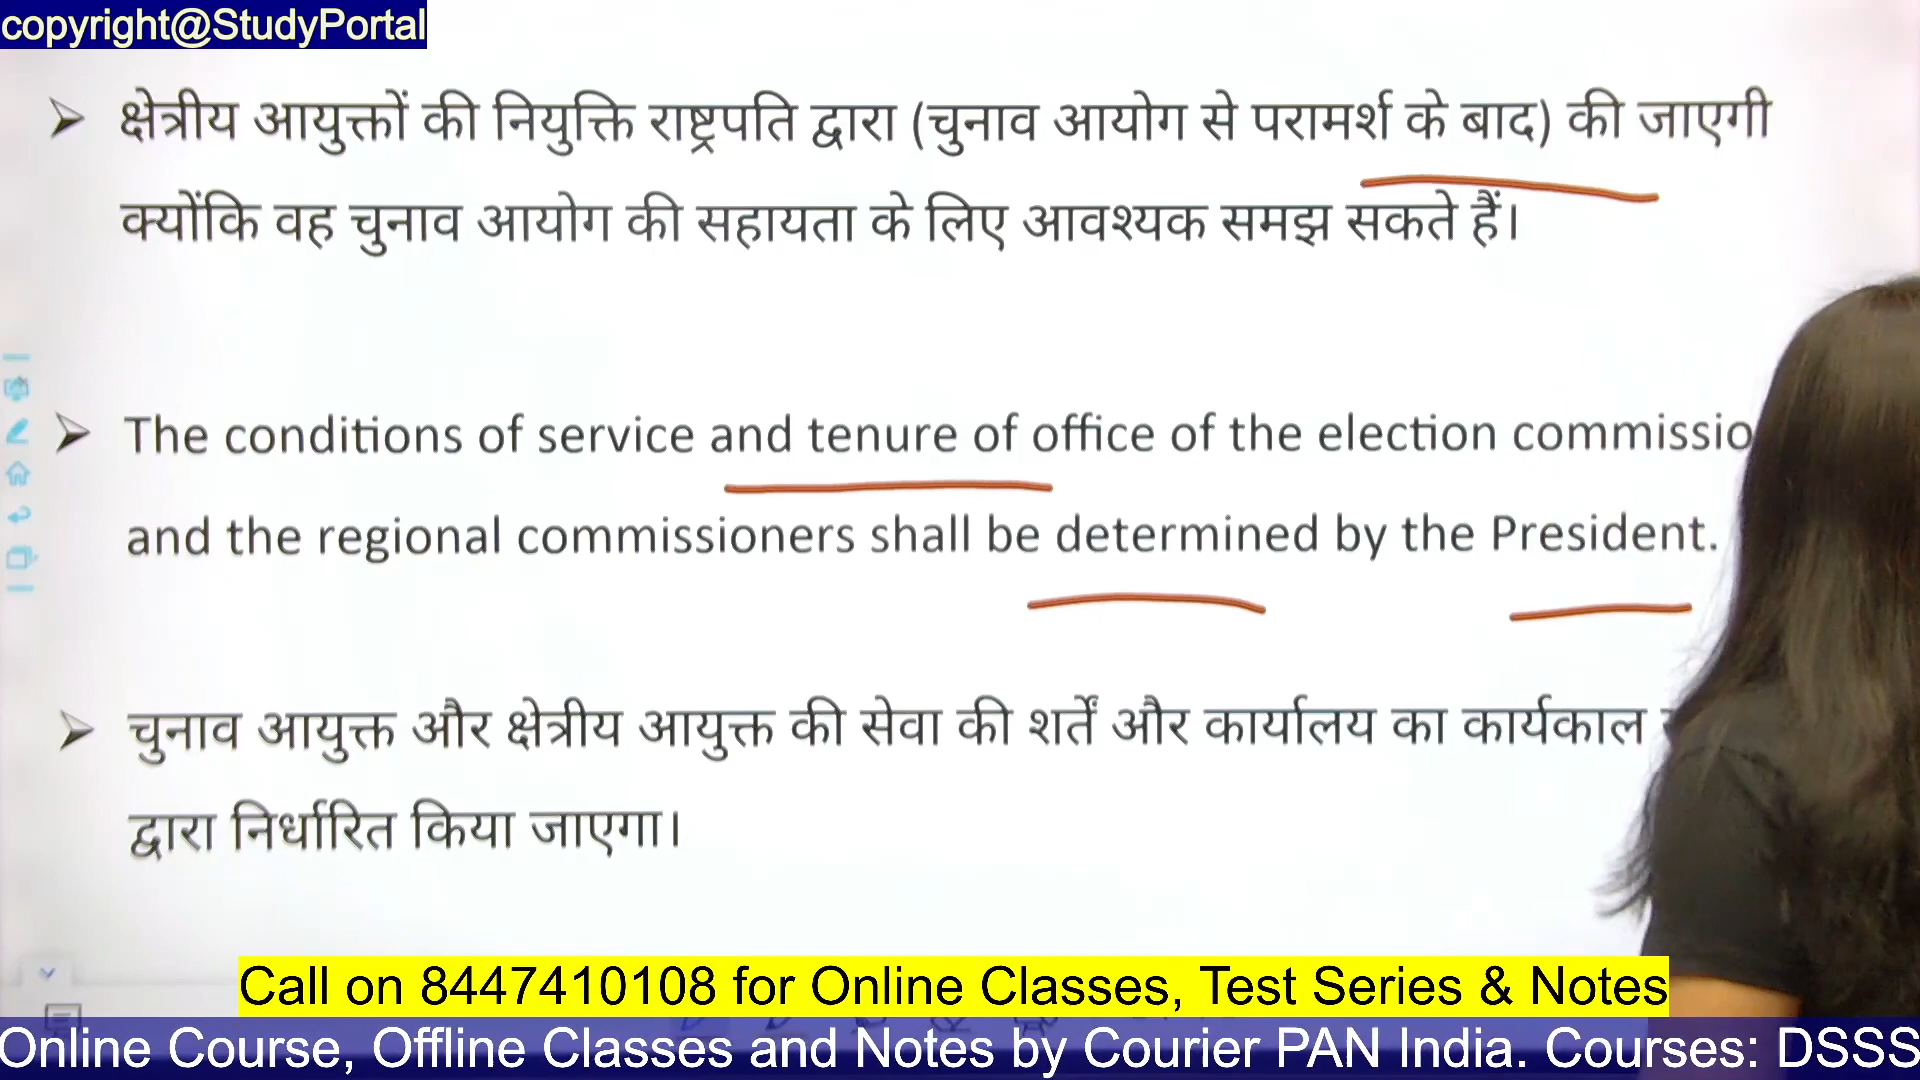 copyright@StudyPortal
क्षेत्रीय आयुक्तों की नियुक्ति राष्ट्रपति द्वारा (चुनाव आयोग से परामर्श के बाद) की जाएगी
क्योंकि वह चुनाव आयोग की सहायता के लिए आवश्यक समझ सकते हैं।
The conditions of service and tenure of office of the election commissio
and the regional commissioners shall be determined by the President.
चुनाव आयुक्त और क्षेत्रीय आयुक्त की सेवा की शर्तें और कार्यालय का कार्यकाल
द्वारा निर्धारित किया जाएगा।
Call on 8447410108 for Online Classes, Test Series & Notes
Online Course, Offline Classes and Notes by Courier PAN India. Courses: DSSS